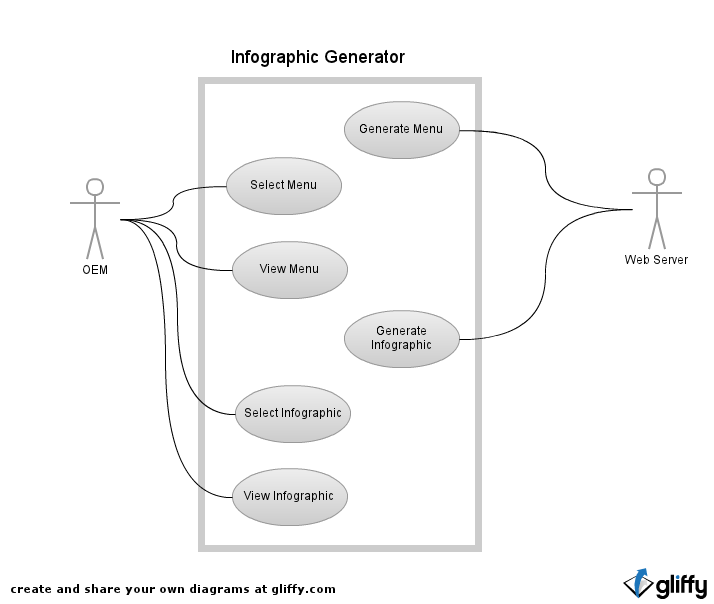 Infographic Generator
Generate Menu
Select Menu
OEM
Web Server
View Menu
Generate
Infographic
Select Infographic
View Infographic
create and share your own diagrams at gliffy.com
gliffy